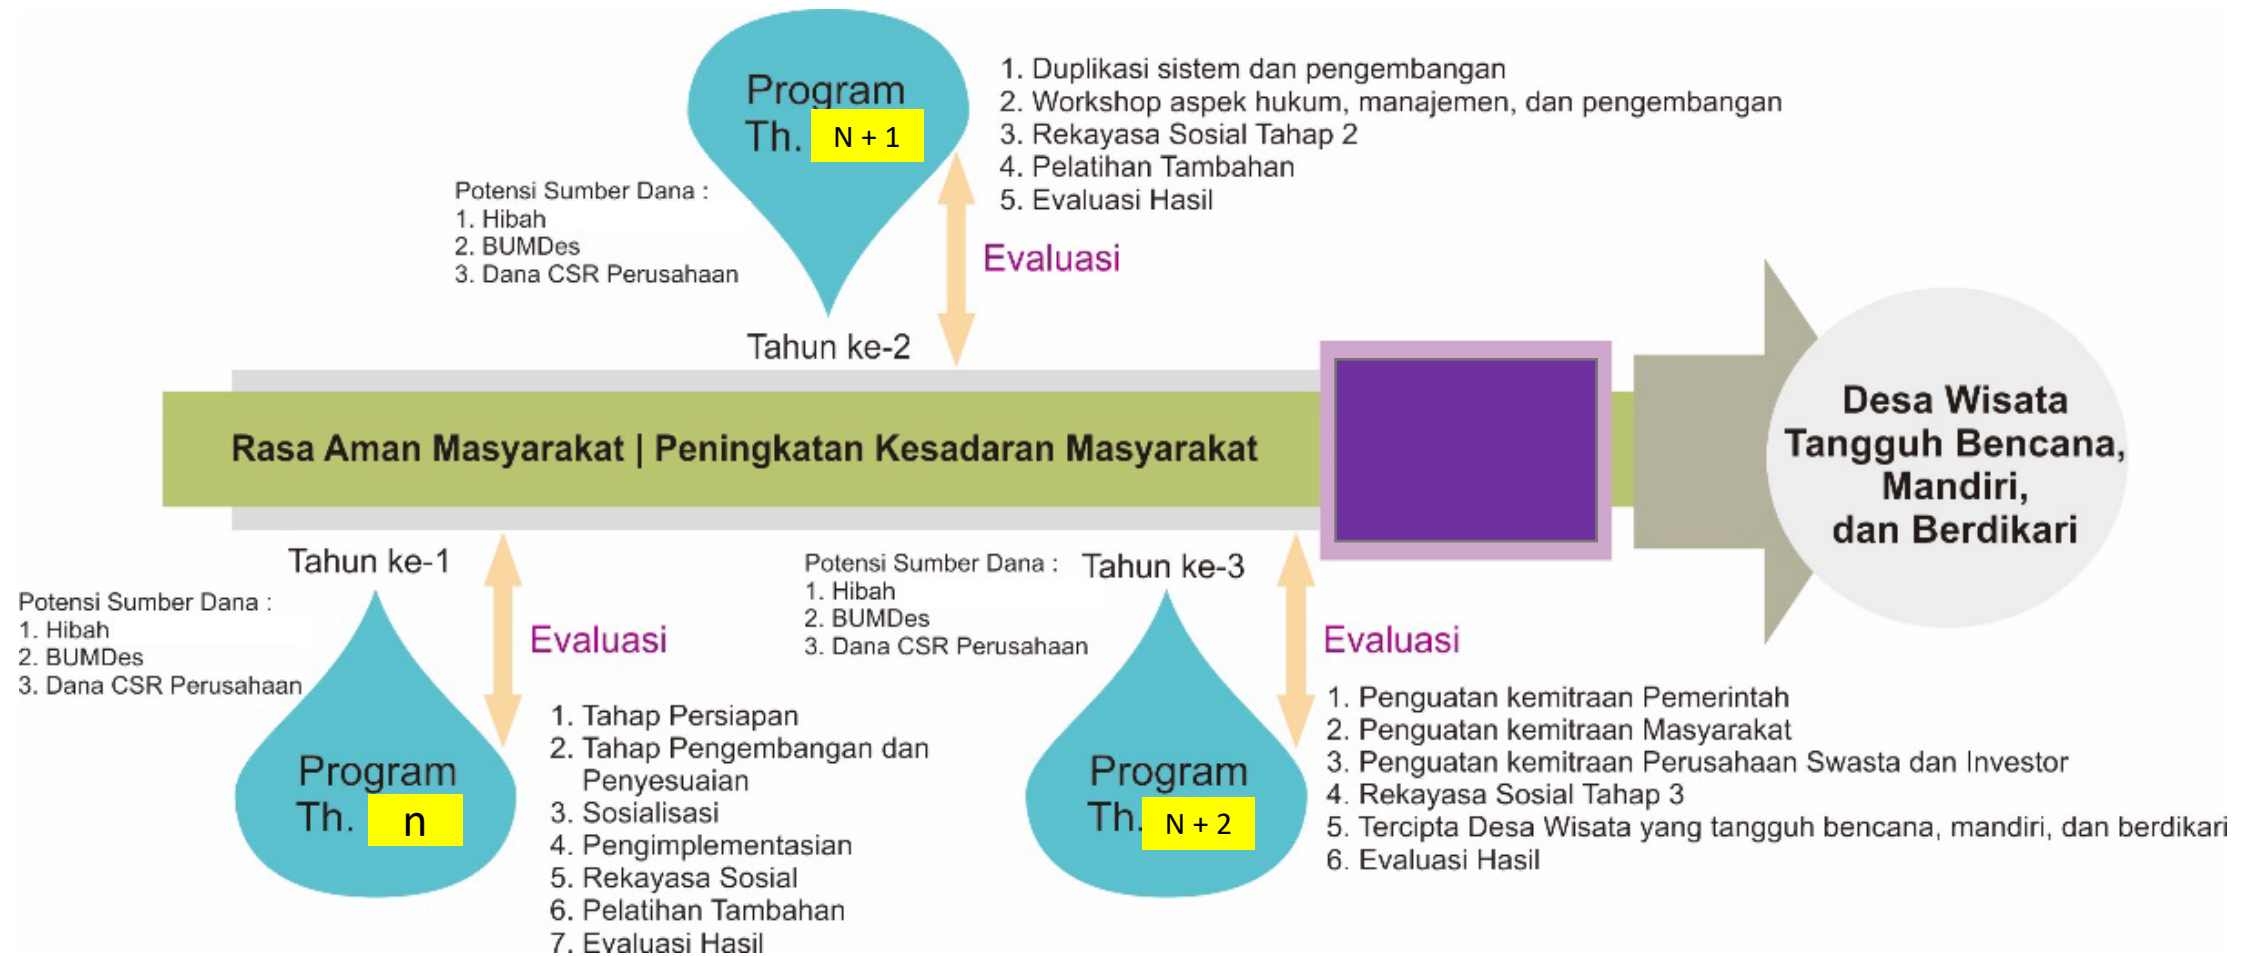 Program
Th. N + 1
1. Duplikasi sistem dan pengembangan
2. Workshop aspek hukum, manajemen, dan pengembangan
3. Rekayasa Sosial Tahap 2
4. Pelatihan Tambahan
5. Evaluasi Hasil
Potensi Sumber Dana :
1. Hibah
2. BUMDes
3. Dana CSR Perusahaan
Evaluasi
Tahun ke-2
Rasa Aman Masyarakat | Peningkatan Kesadaran Masyarakat
Desa Wisata
Tangguh Bencana,
Mandiri,
dan Berdikari
Tahun ke-1
Potensi Sumber Dana :
1. Hibah
2. BUMDes
3. Dana CSR Perusahaan
Evaluasi
Program
Th. n
1. Tahap Persiapan
2. Tahap Pengembangan dan
Penyesuaian
3. Sosialisasi
4. Pengimplementasian
5. Rekayasa Sosial
6. Pelatihan Tambahan
7. Evaluasi Hasil
Potensi Sumber Dana :
1. Hibah
2. BUMDes
3. Dana CSR Perusahaan
Tahun ke-3
Evaluasi
Program
Th. N + 2
1. Penguatan kemitraan Pemerintah
2. Penguatan kemitraan Masyarakat
3. Penguatan kemitraan Perusahaan Swasta dan Investor
4. Rekayasa Sosial Tahap 3
5. Tercipta Desa Wisata yang tangguh bencana, mandiri, dan berdikari
6. Evaluasi Hasil